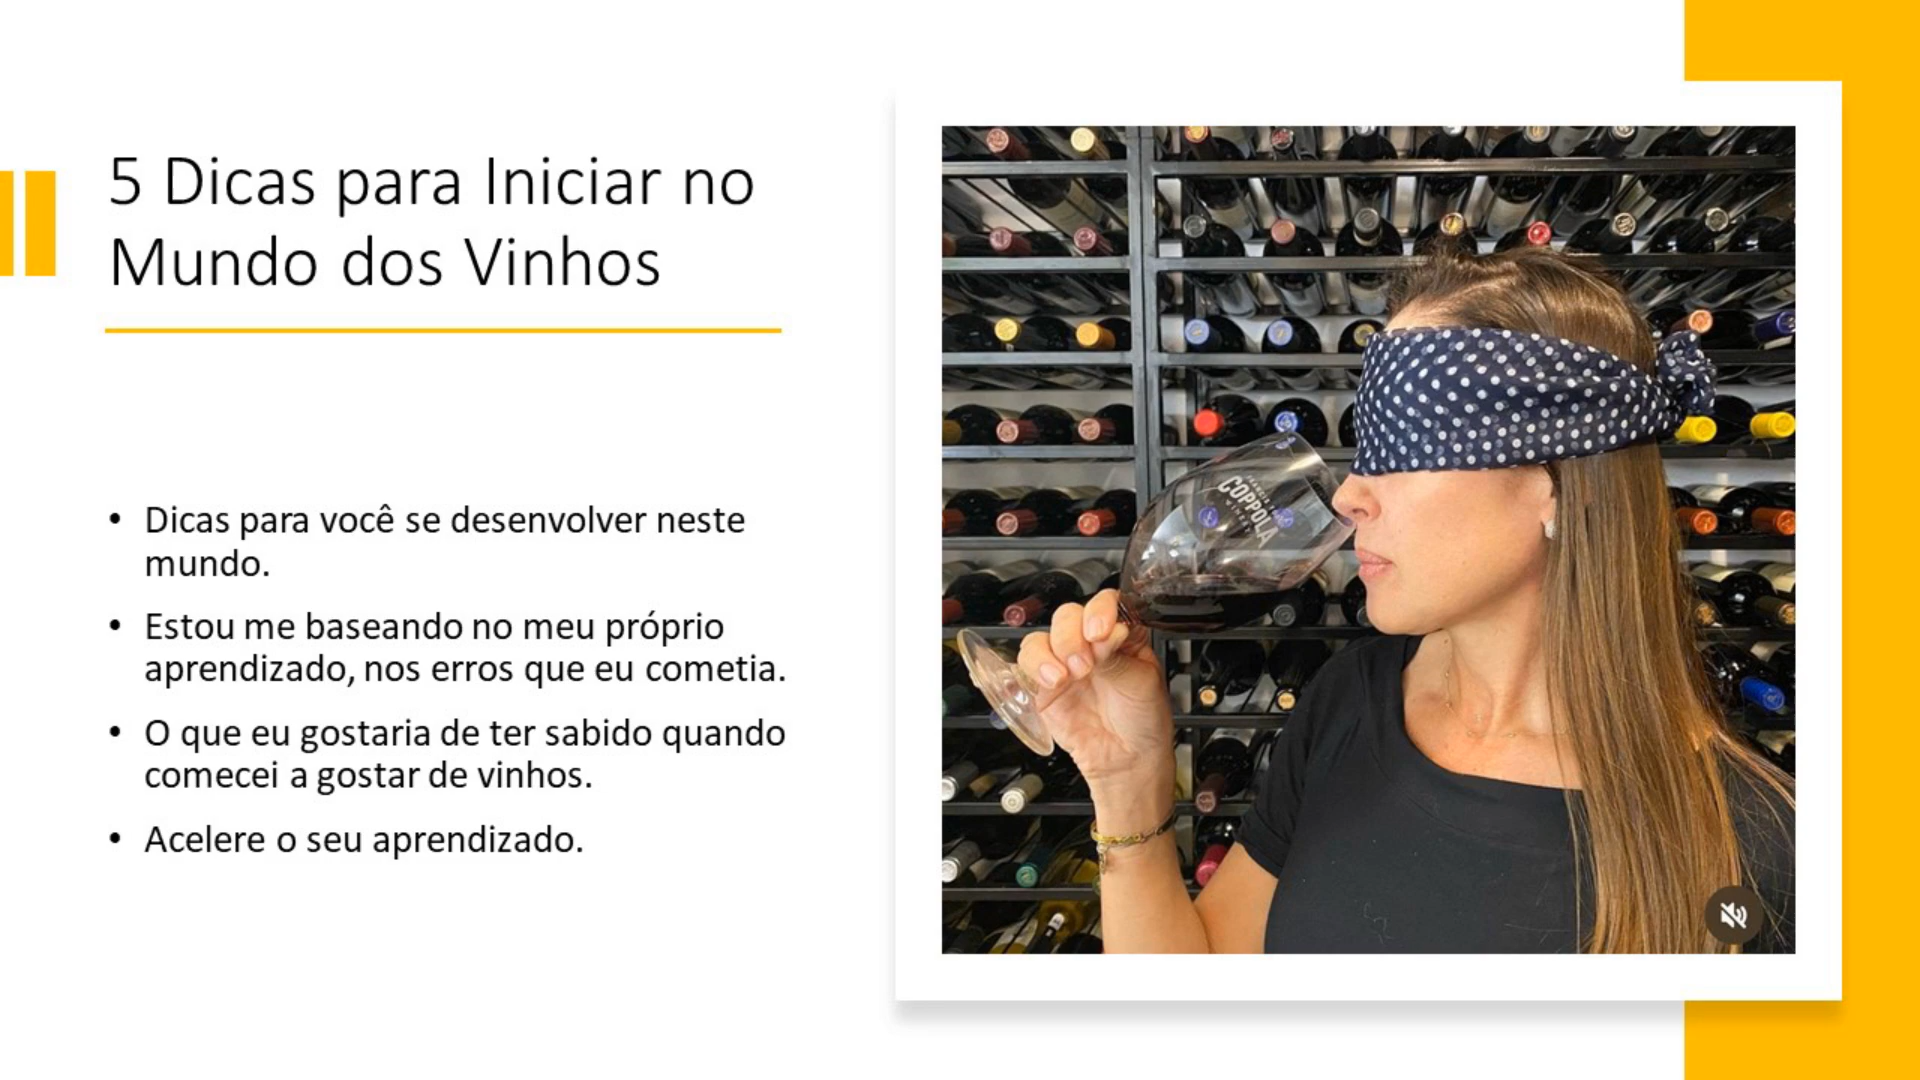 5 Dicas para Iniciar no
Mundo dos Vinhos
• Dicas para você se desenvolver neste
mundo.
• Estou me baseando no meu próprio
aprendizado, nos erros que eu cometia.
• O que eu gostaria de ter sabido quando
comecei a gostar de vinhos.
• Acelere o seu aprendizado.
COPPOLA